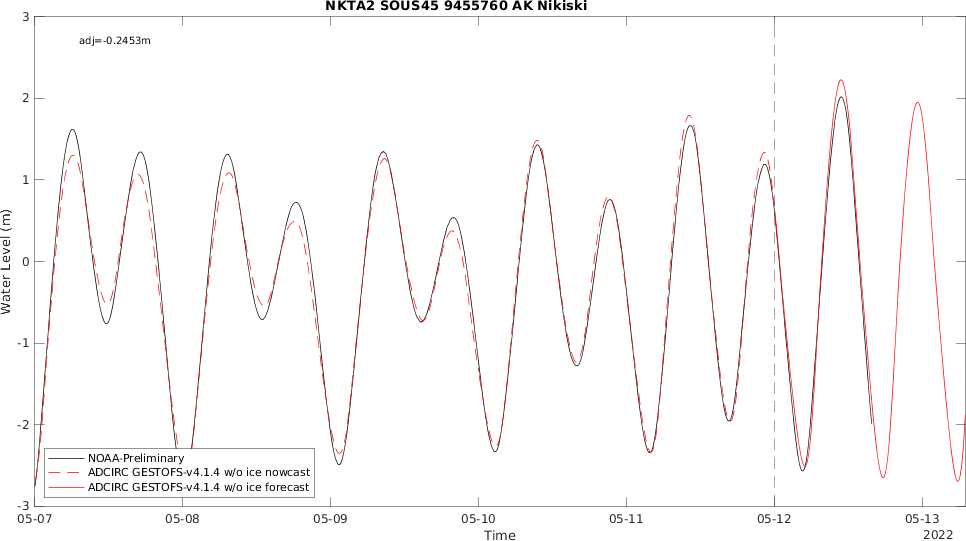 NKTA2 SOUS45 9455760 AK Nikiski
adj=-0.2453m
3
2
1
0
-1
-2
-3
Water Level (m)
NOAA-Preliminary
ADCIRC GESTOFS-v4.1.4 w/o ice nowcast
ADCIRC GESTOFS-v4.1.4 w/o ice forecast
05-07 05-08 05-09 05-10 05-11 05-12 05-13
Time
2022